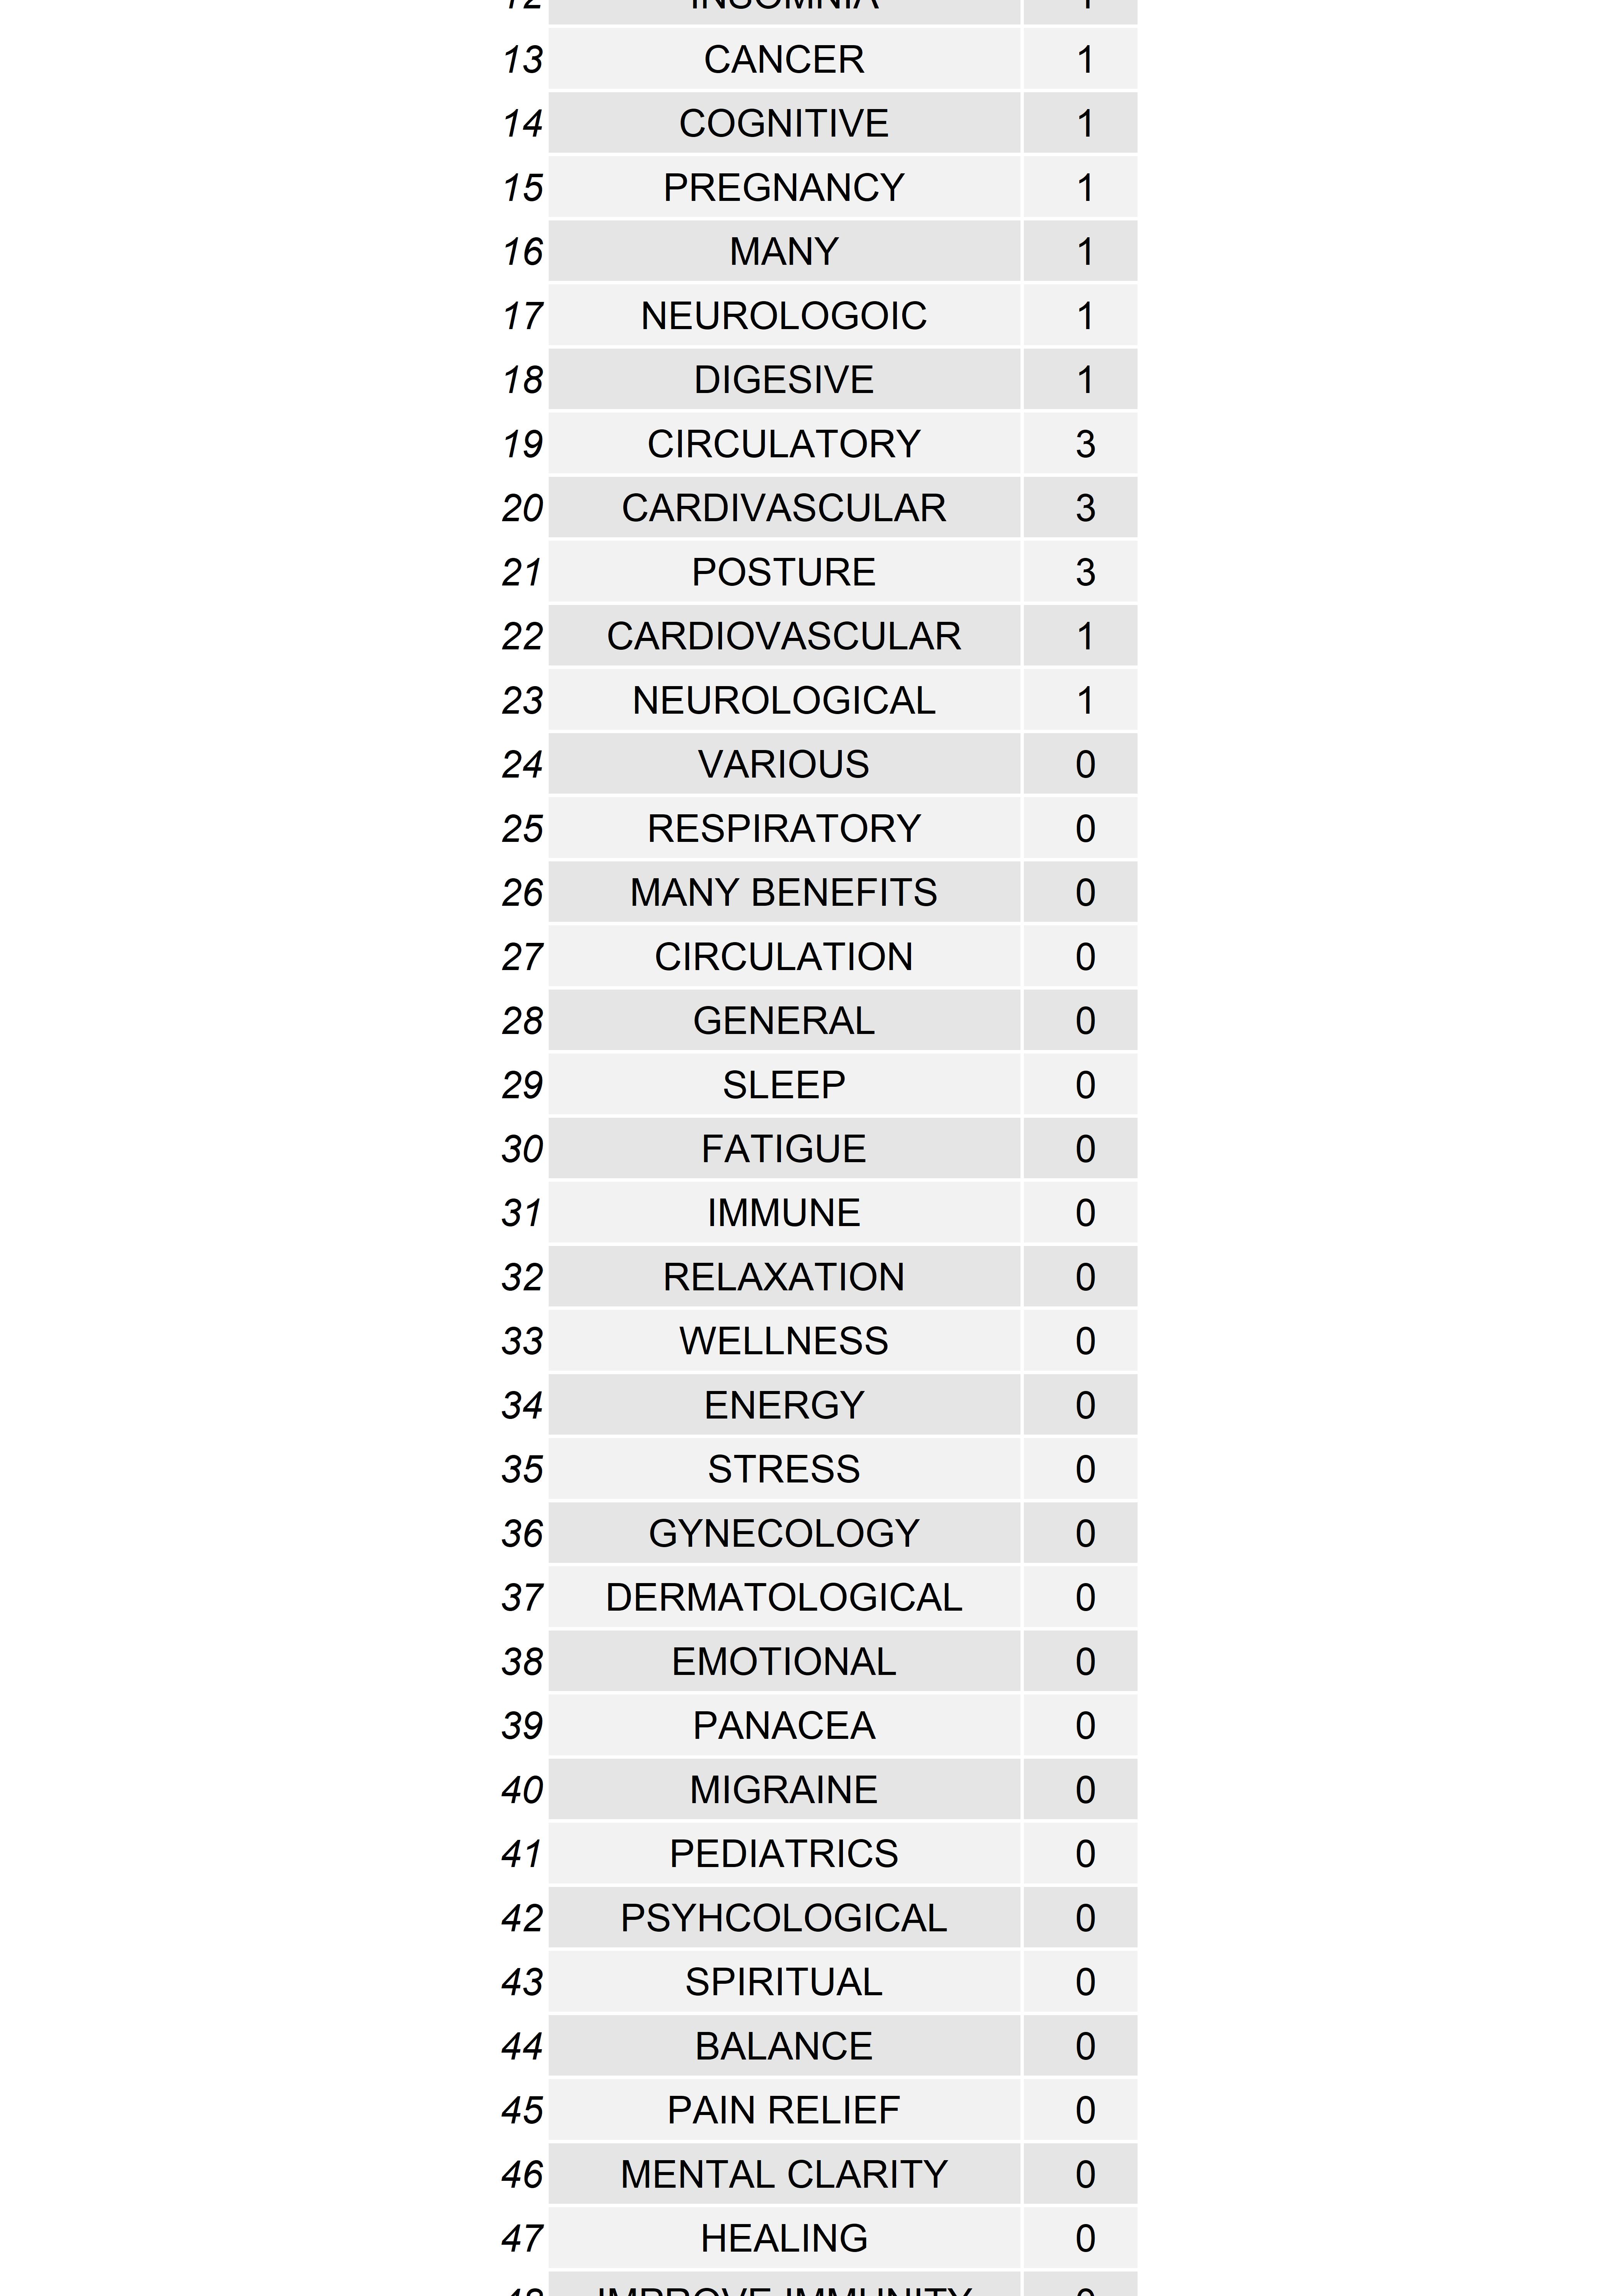 12 INSOMNIA 1
13 CANCER 1
14 COGNITIVE 1
15 PREGNANCY 1
16 MANY 1
17 NEUROLOGOIC 1
18 DIGESIVE 1
19 CIRCULATORY 3
20 CARDIVASCULAR 3
21 POSTURE 3
22 CARDIOVASCULAR 1
23 NEUROLOGICAL 1
24 VARIOUS 0
25 RESPIRATORY 0
26 MANY BENEFITS 0
27 CIRCULATION 0
28 GENERAL 0
29 SLEEP 0
30 FATIGUE 0
31 IMMUNE 0
32 RELAXATION 0
33 WELLNESS 0
34 ENERGY 0
35 STRESS 0
36 GYNECOLOGY 0
37 DERMATOLOGICAL 0
38 EMOTIONAL 0
39 PANACEA 0
40 MIGRAINE 0
41 PEDIATRICS 0
42 PSYHCOLOGICAL 0
43 SPIRITUAL 0
44 BALANCE 0
45 PAIN RELIEF 0
46 MENTAL CLARITY 0
47 HEALING 0
48 IMPROVE IMMUNITY 0